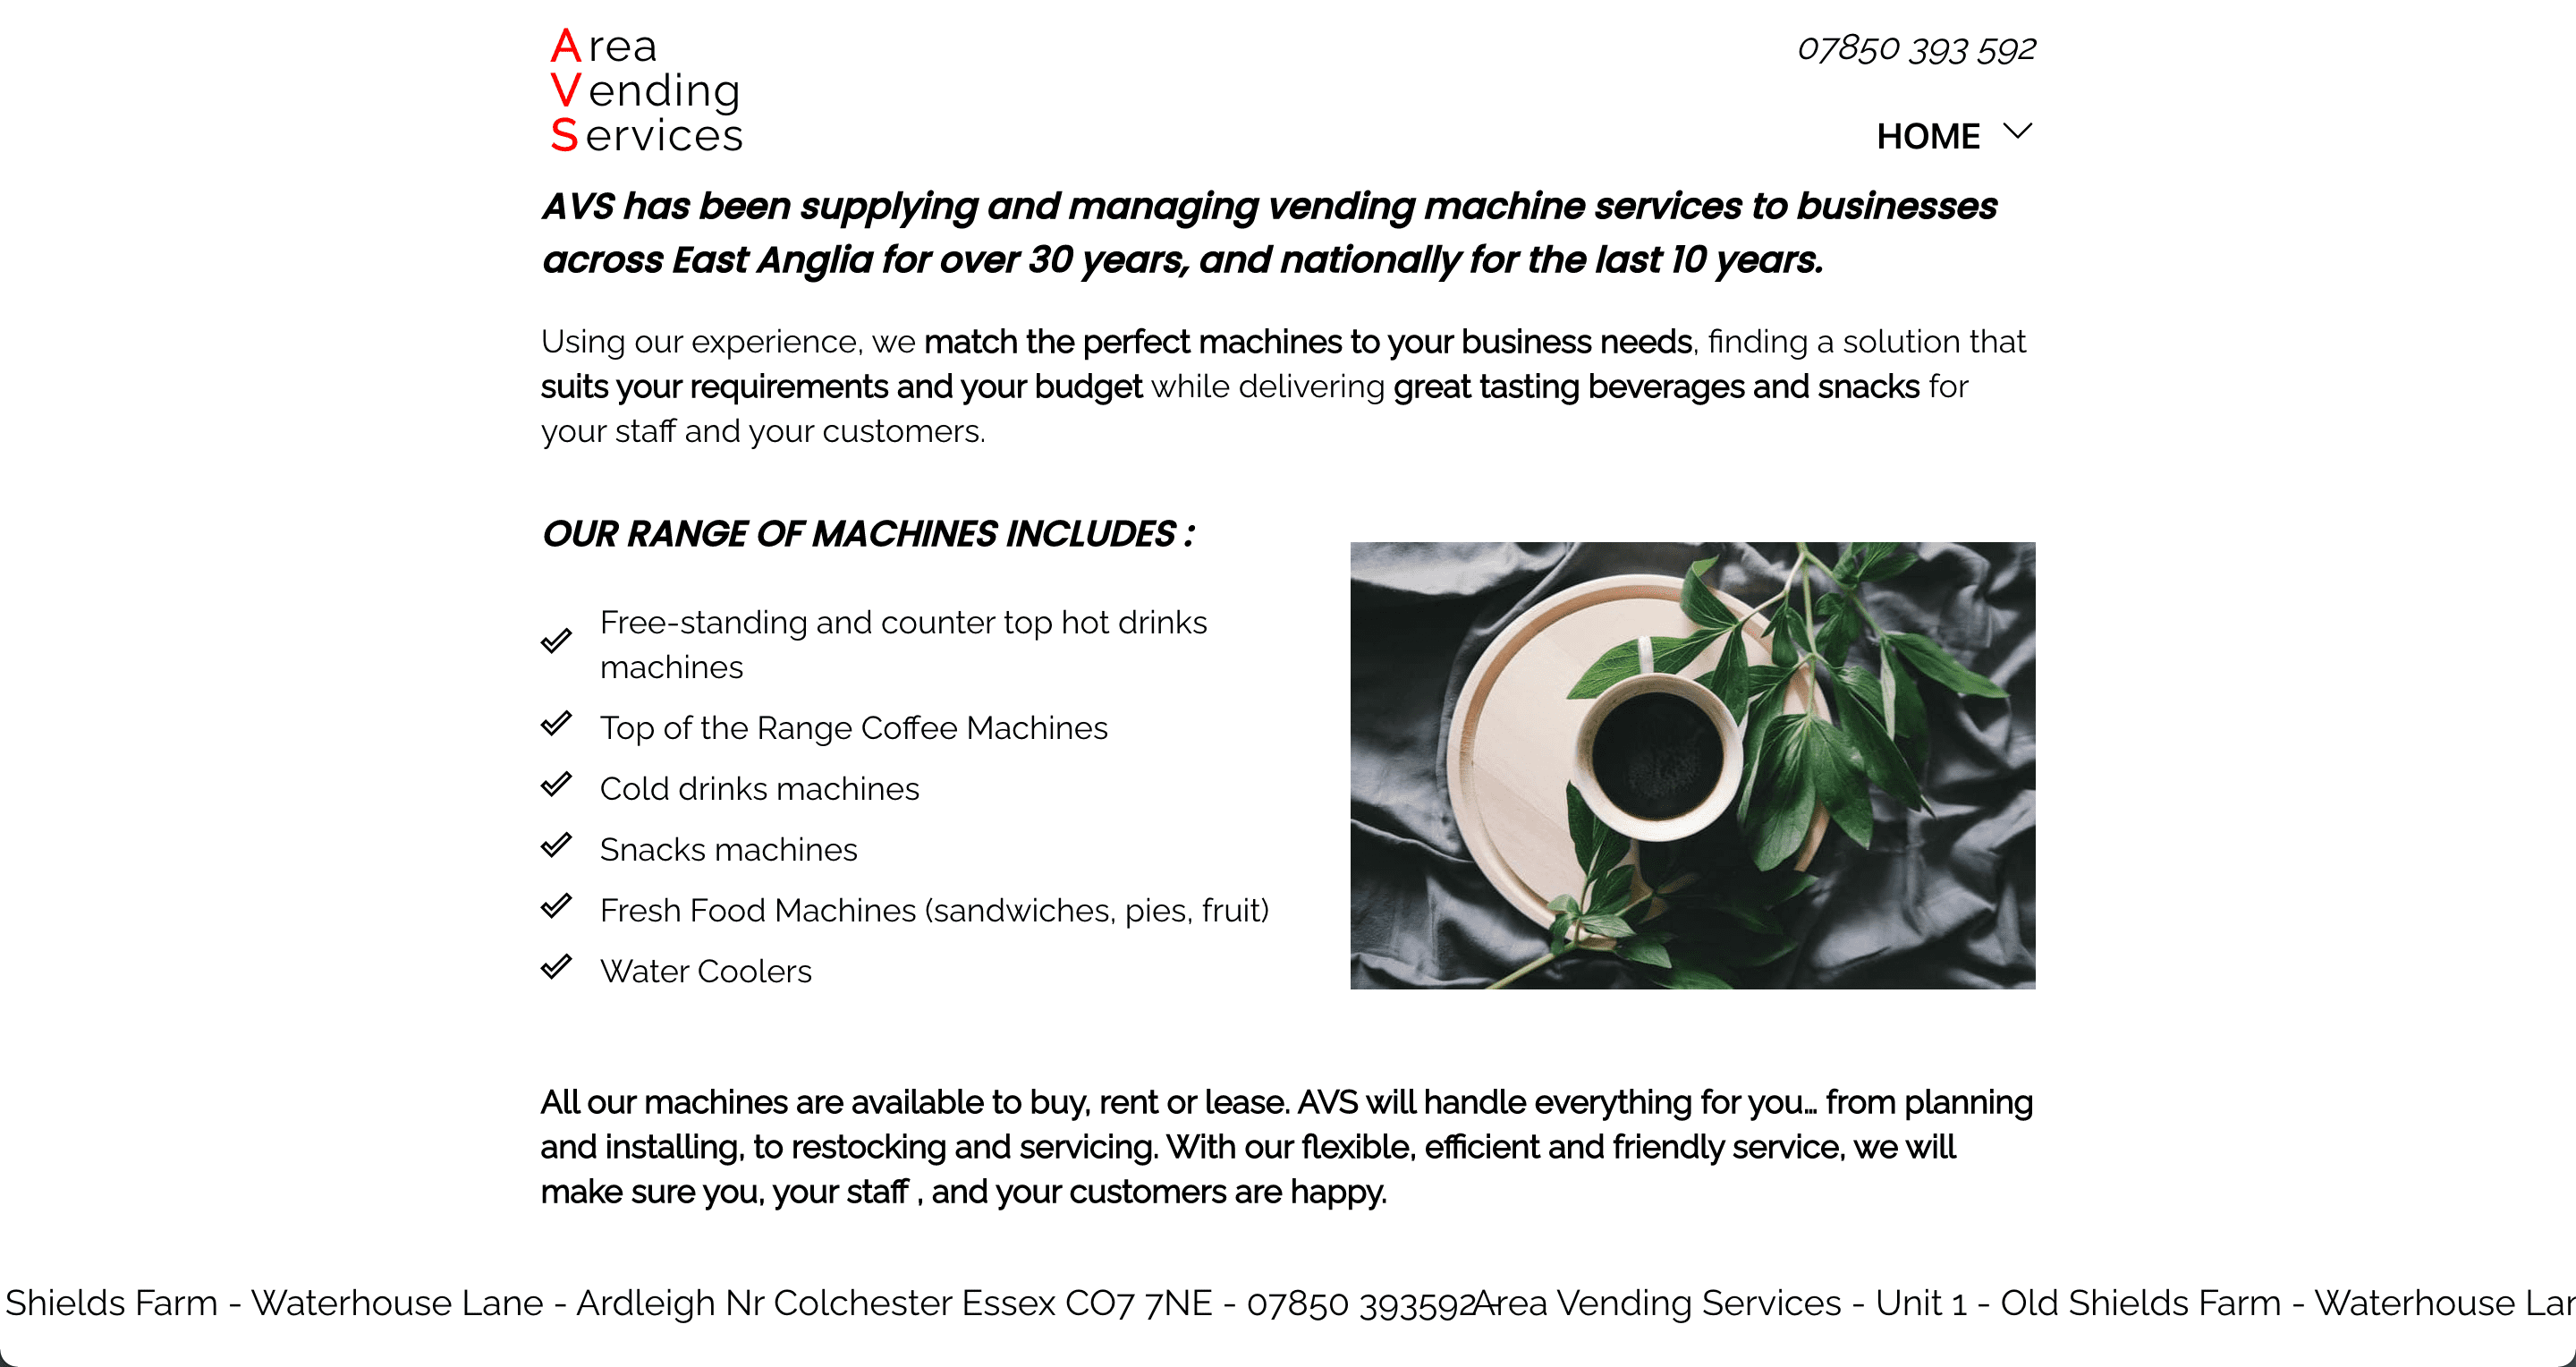 Area
Vending
Services
07850 393 592
HOME
AVS has been supplying and managing vending machine services to businesses
across East Anglia for over 30 years, and nationally for the last 10 years.
Using our experience, we match the perfect machines to your business needs, finding a solution that
suits your requirements and your budget while delivering great tasting beverages and snacks for
your staff and your customers.
OUR RANGE OF MACHINES INCLUDES :
Free-standing and counter top hot drinks
machines
Top of the Range Coffee Machines
Cold drinks machines
Snacks machines
Fresh Food Machines (sandwiches, pies, fruit)
Water Coolers
All our machines are available to buy, rent or lease. AVS will handle everything for you... from planning
and installing, to restocking and servicing. With our flexible, efficient and friendly service, we will
make sure you, your staff , and your customers are happy.
Shields Farm - Waterhouse Lane - Ardleigh Nr Colchester Essex CO7 7NE - 07850 393592 - Area Vending Services - Unit 1 - Old Shields Farm - Waterhouse